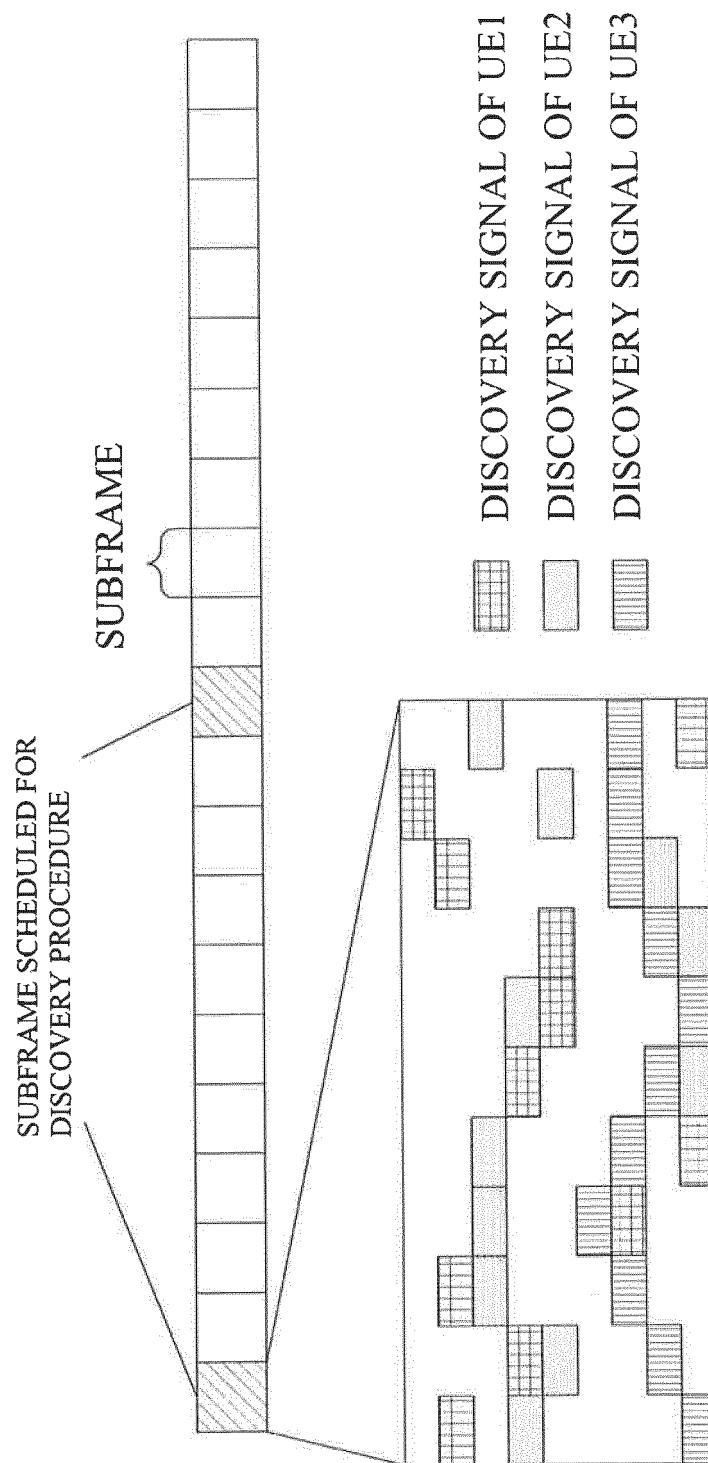 SUBFRAME SCHEDULED FOR
DISCOVERY PROCEDURE
SUBFRAME
DISCOVERY SIGNAL OF UE1
DISCOVERY SIGNAL OF UE2
DISCOVERY SIGNAL OF UE3